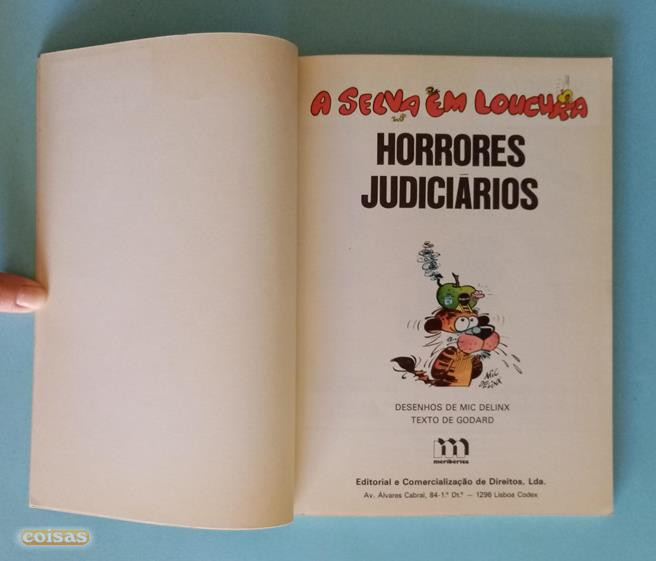 A SELVA EM LOUCURA
HORRORES
JUDICIÁRIOS
MIC
DELINX
DESENHOS DE MIC DELINX
TEXTO DE GODARD
m
meribérica
Editorial e Comercialização de Direitos, Lda.
Av. Álvares Cabral, 84-1.º Dt.º — 1296 Lisboa Codex
coisas